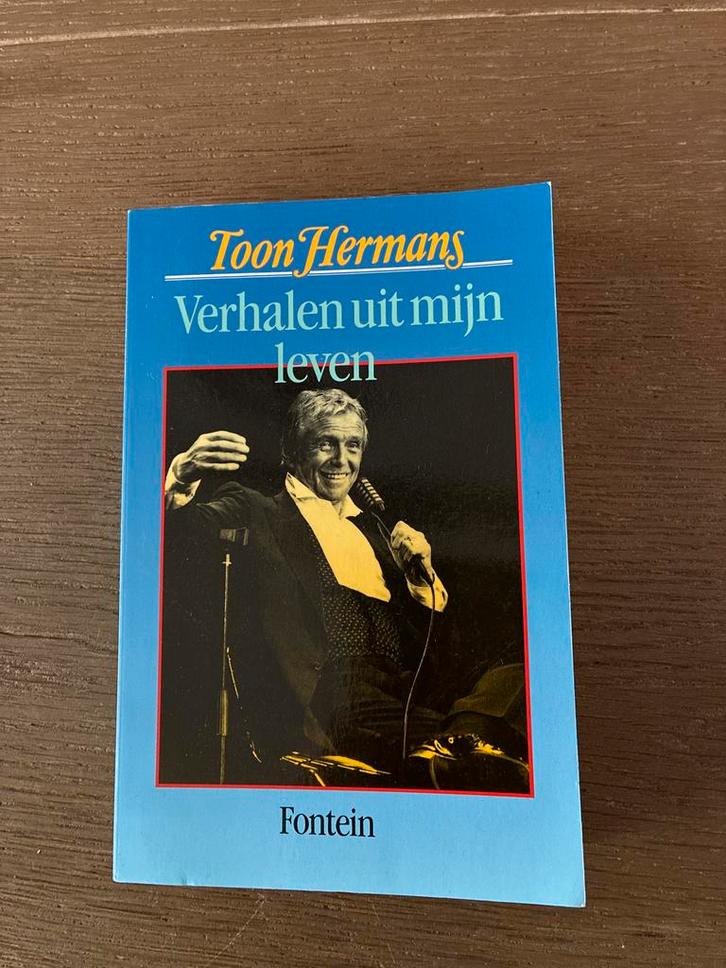 Toon Hermans
Verhalen uit mijn
leven
Fontein